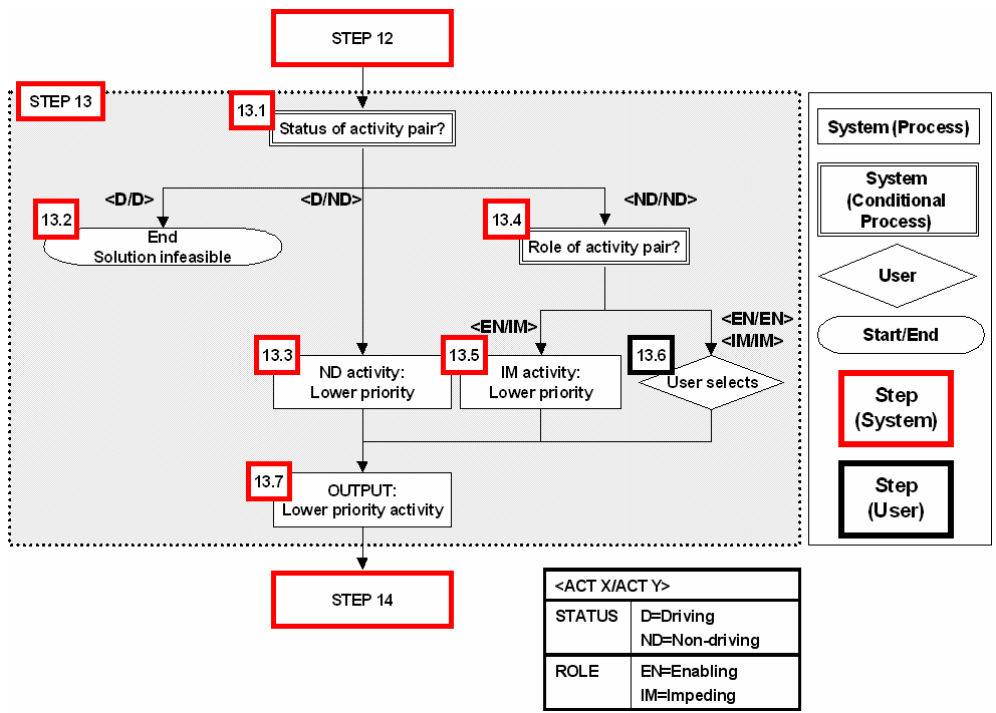 STEP 12
STEP 13
13.1
Status of activity pair?
<D/D>
<D/ND>
<ND/ND>
13.2
End
Solution infeasible
13.4
Role of activity pair?
<EN/IM>
<EN/EN>
<IM/IM>
13.3
ND activity:
Lower priority
13.5
IM activity:
Lower priority
13.6
User selects
13.7
OUTPUT:
Lower priority activity
STEP 14
System (Process)
System
(Conditional
Process)
User
Start/End
Step
(System)
Step
(User)
<ACT X/ACT Y>
STATUS
D=Driving
ND=Non-driving
ROLE
EN=Enabling
IM=Impeding